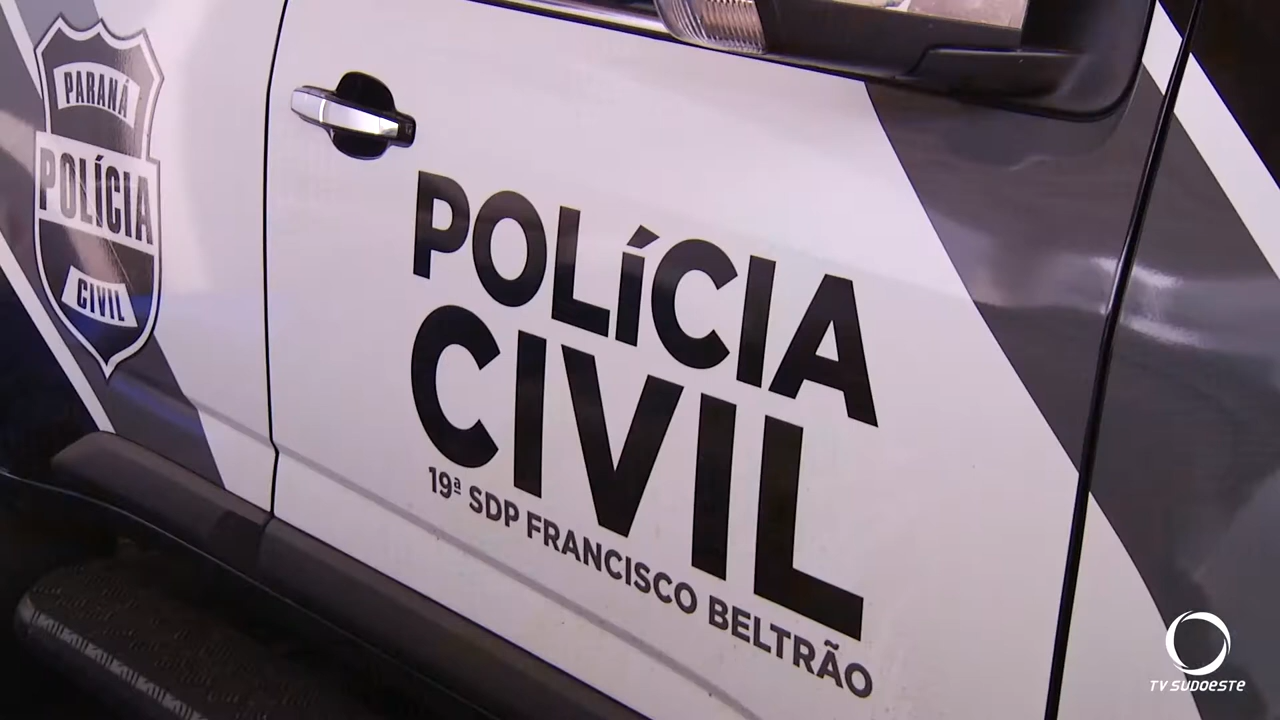 PARANÁ
POLÍCIA
CIVIL
POLÍCIA
CIVIL
19ª SDP FRANCISCO BELTRÃO
TV SUDOESTE